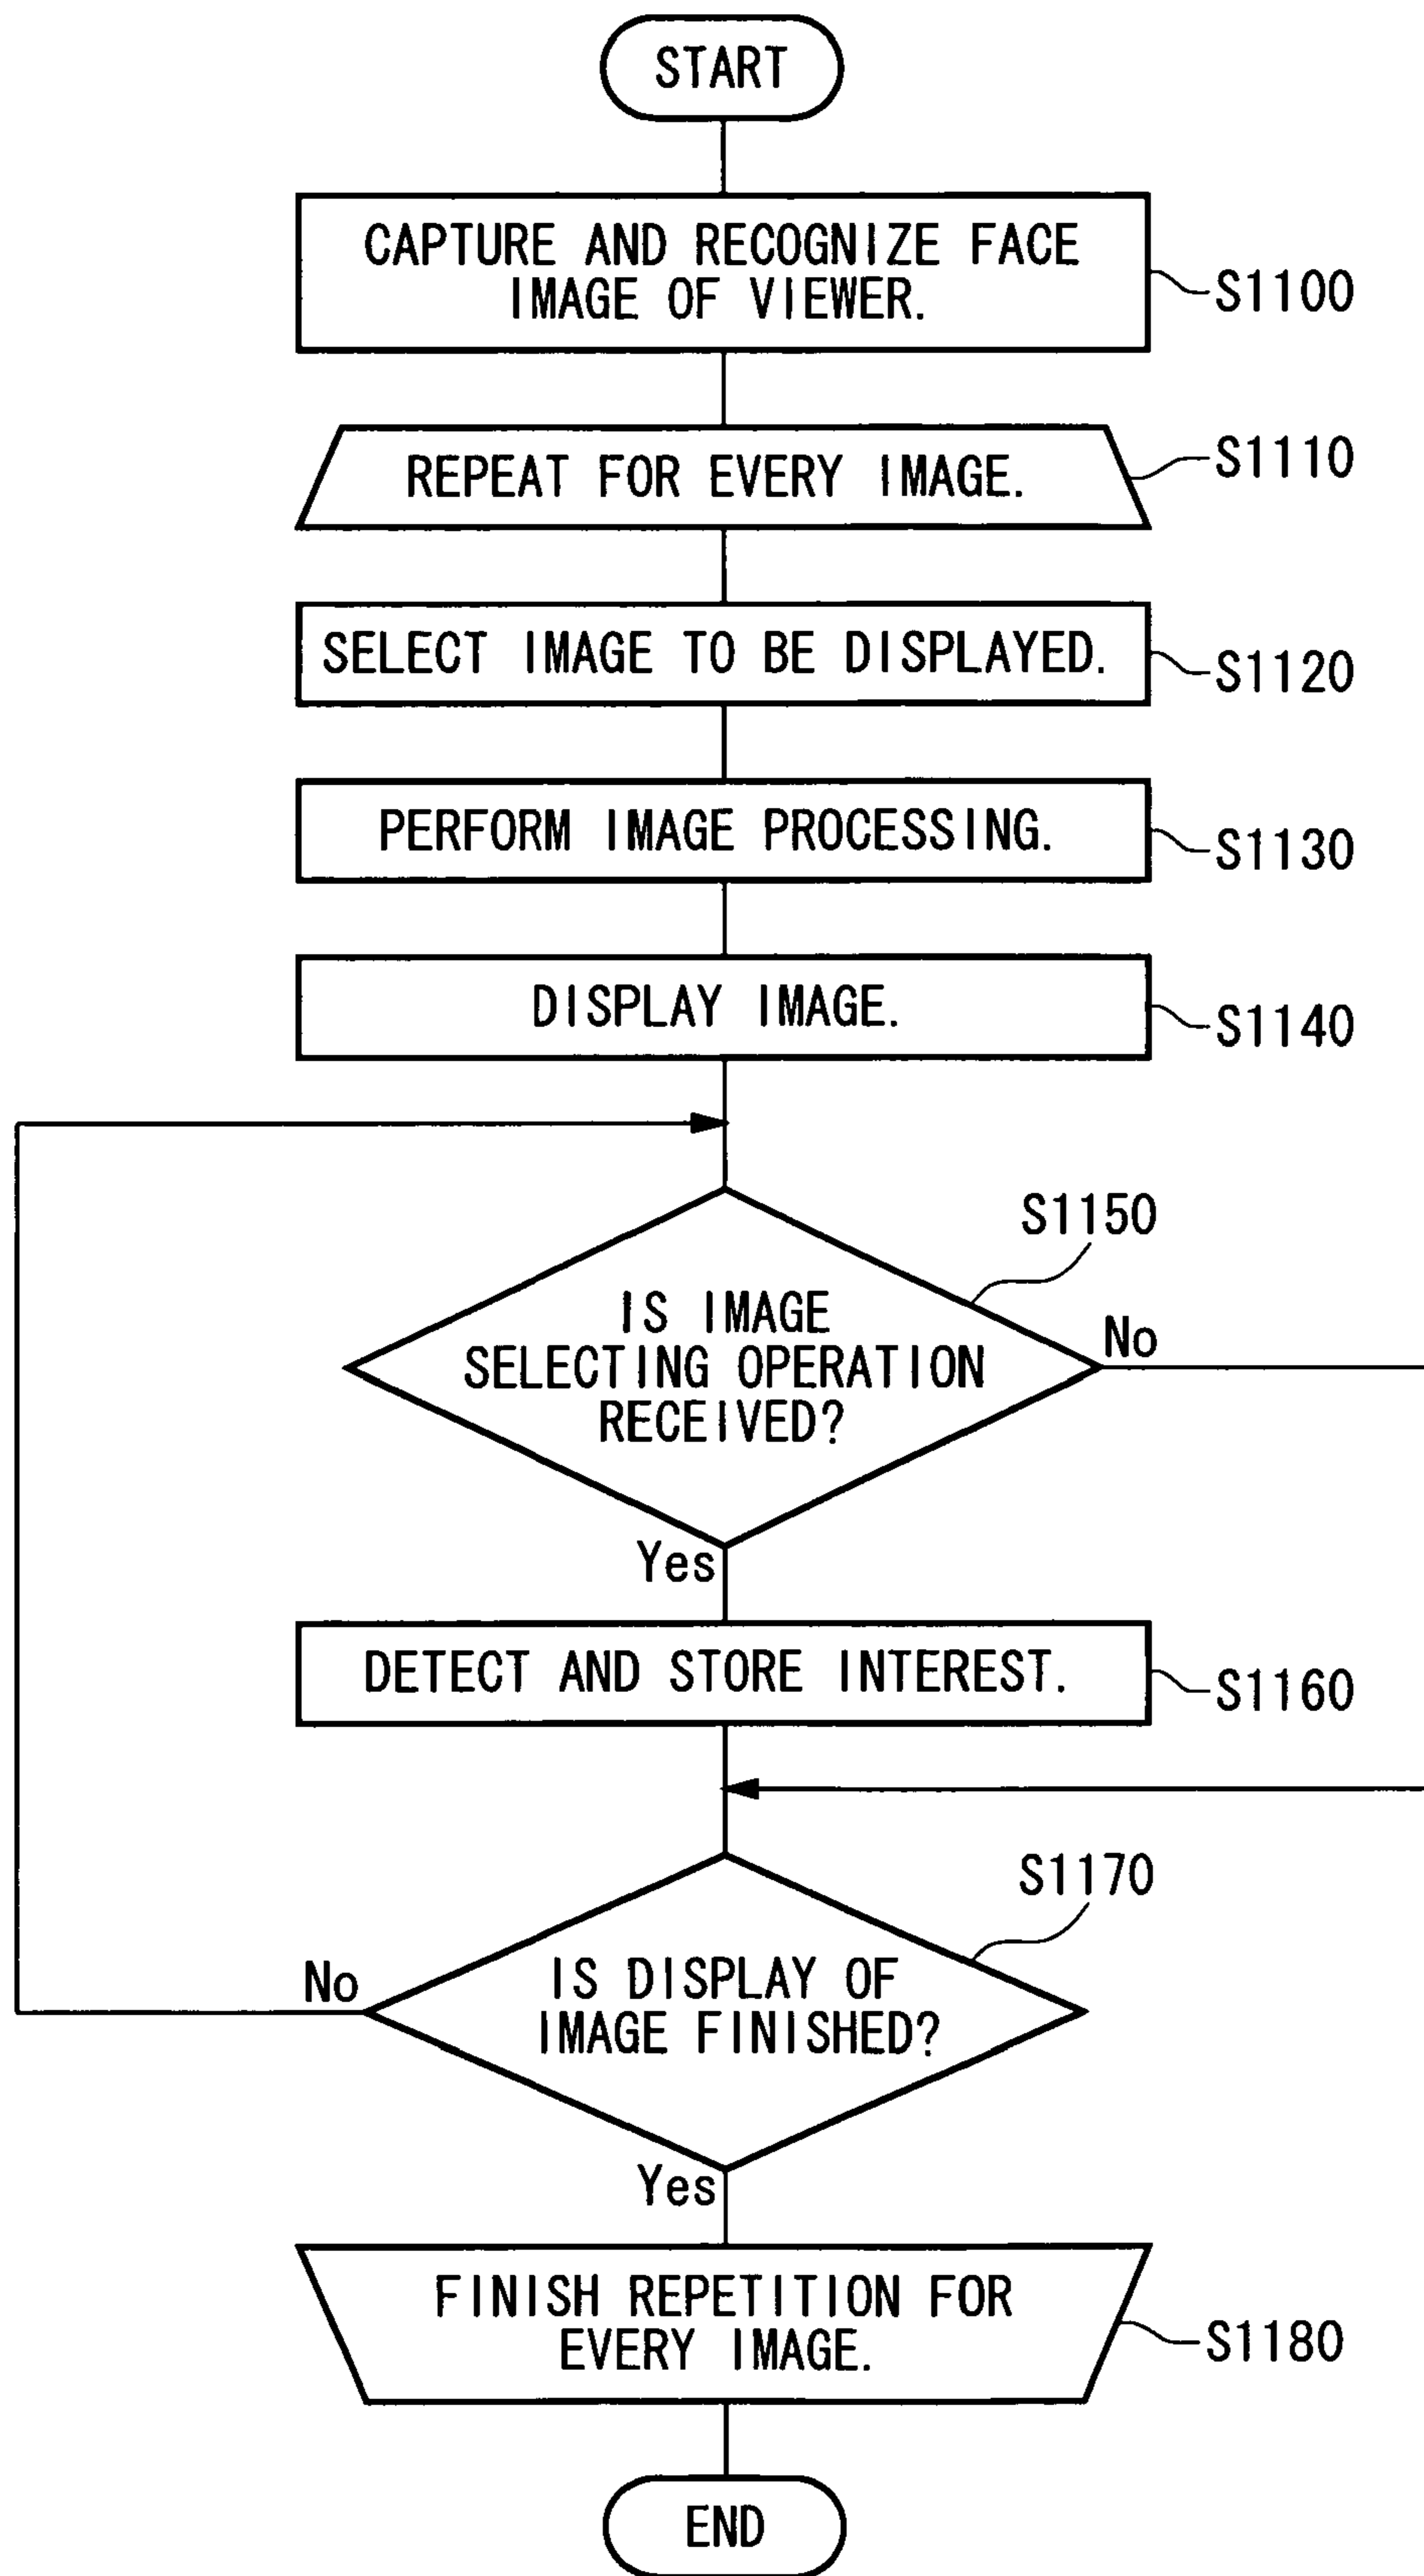 START
CAPTURE AND RECOGNIZE FACE
IMAGE OF VIEWER.
S1100
REPEAT FOR EVERY IMAGE.
S1110
SELECT IMAGE TO BE DISPLAYED.
S1120
PERFORM IMAGE PROCESSING.
S1130
DISPLAY IMAGE.
S1140
S1150
IS IMAGE
SELECTING OPERATION
RECEIVED?
No
Yes
DETECT AND STORE INTEREST.
S1160
S1170
IS DISPLAY OF
IMAGE FINISHED?
No
Yes
FINISH REPETITION FOR
EVERY IMAGE.
S1180
END